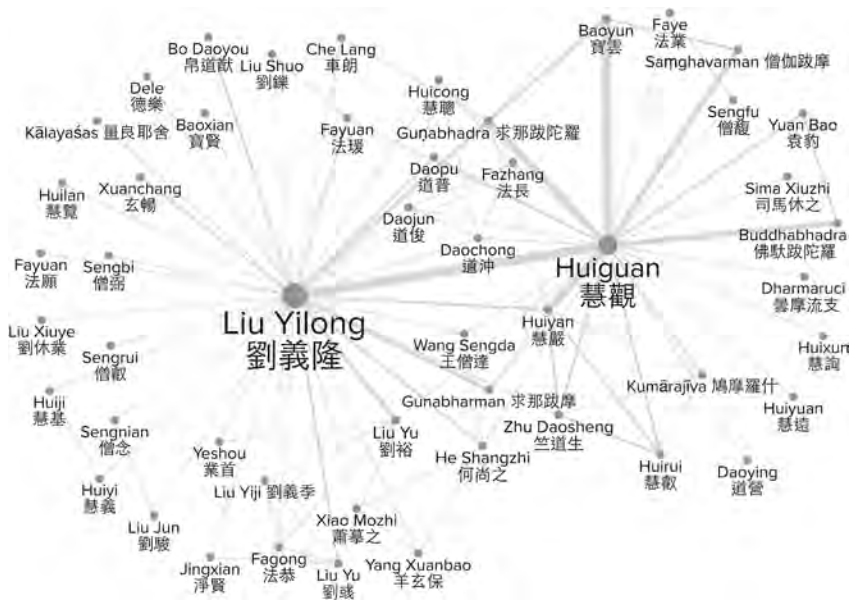 Bo Daoyou
帛道猷
Liu Shuo
劉鑠
Che Lang
車朗
Baoyun
寶雲
Faye
法業
Saṃghavarman 僧伽跋摩
Dele
德樂
Huicong
慧聰
Kālayaśas 畺良耶舍
Baoxian
寶賢
Fayuan
法瑗
Guṇabhadra 求那跋陀羅
Sengfu
僧馥
Yuan Bao
袁豹
Huilan
慧覽
Xuanchang
玄暢
Daopu
道普
Fazhang
法長
Sima Xiuzhi
司馬休之
Daojun
道俊
Daochong
道沖
Buddhabhadra
佛馱跋陀羅
Fayuan
法願
Sengbi
僧弼
Huiguan
慧觀
Dharmaruci
曇摩流支
Liu Yilong
劉義隆
Liu Xiuye
劉休業
Sengrui
僧叡
Huiyan
慧嚴
Wang Sengda
王僧達
Huixun
慧詢
Huiji
慧基
Gunabharman 求那跋摩
Kumārajīva 鳩摩羅什
Huiyuan
慧遠
Sengnian
僧念
Liu Yu
劉裕
Zhu Daosheng
竺道生
Yeshou
業首
He Shangzhi
何尚之
Huirui
慧叡
Daoying
道營
Huiyi
慧義
Liu Yiji 劉義季
Liu Jun
劉駿
Xiao Mozhi
蕭摹之
Jingxian
淨賢
Fagong
法恭
Liu Yu
劉彧
Yang Xuanbao
羊玄保